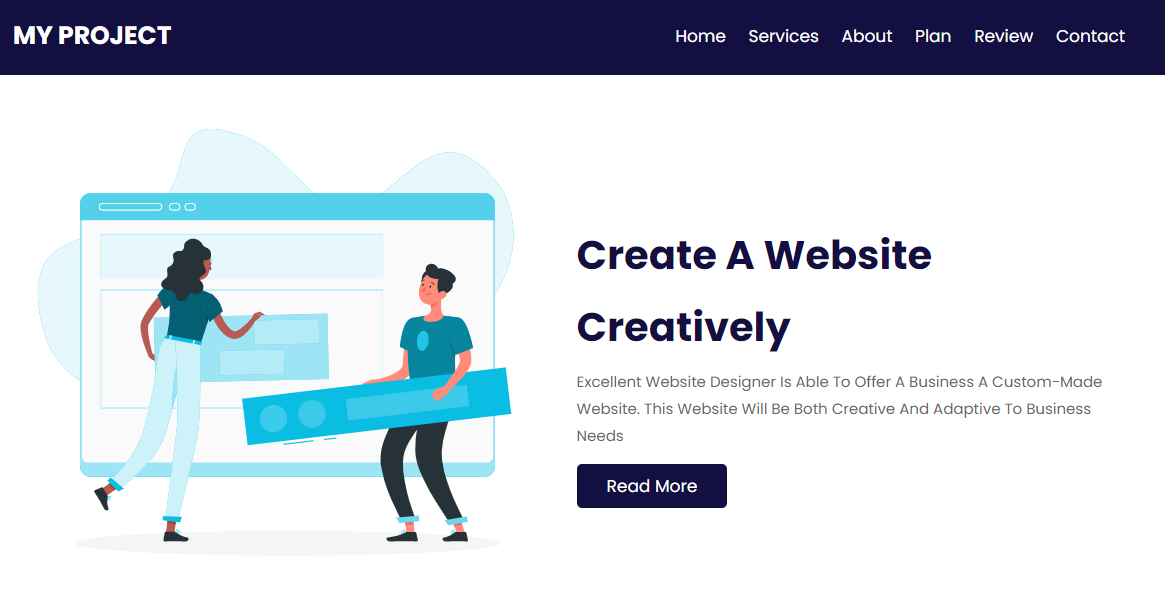 MY PROJECT
Home Services About Plan Review Contact
Create A Website
Creatively
Excellent Website Designer Is Able To Offer A Business A Custom-Made
Website. This Website Will Be Both Creative And Adaptive To Business
Needs
Read More